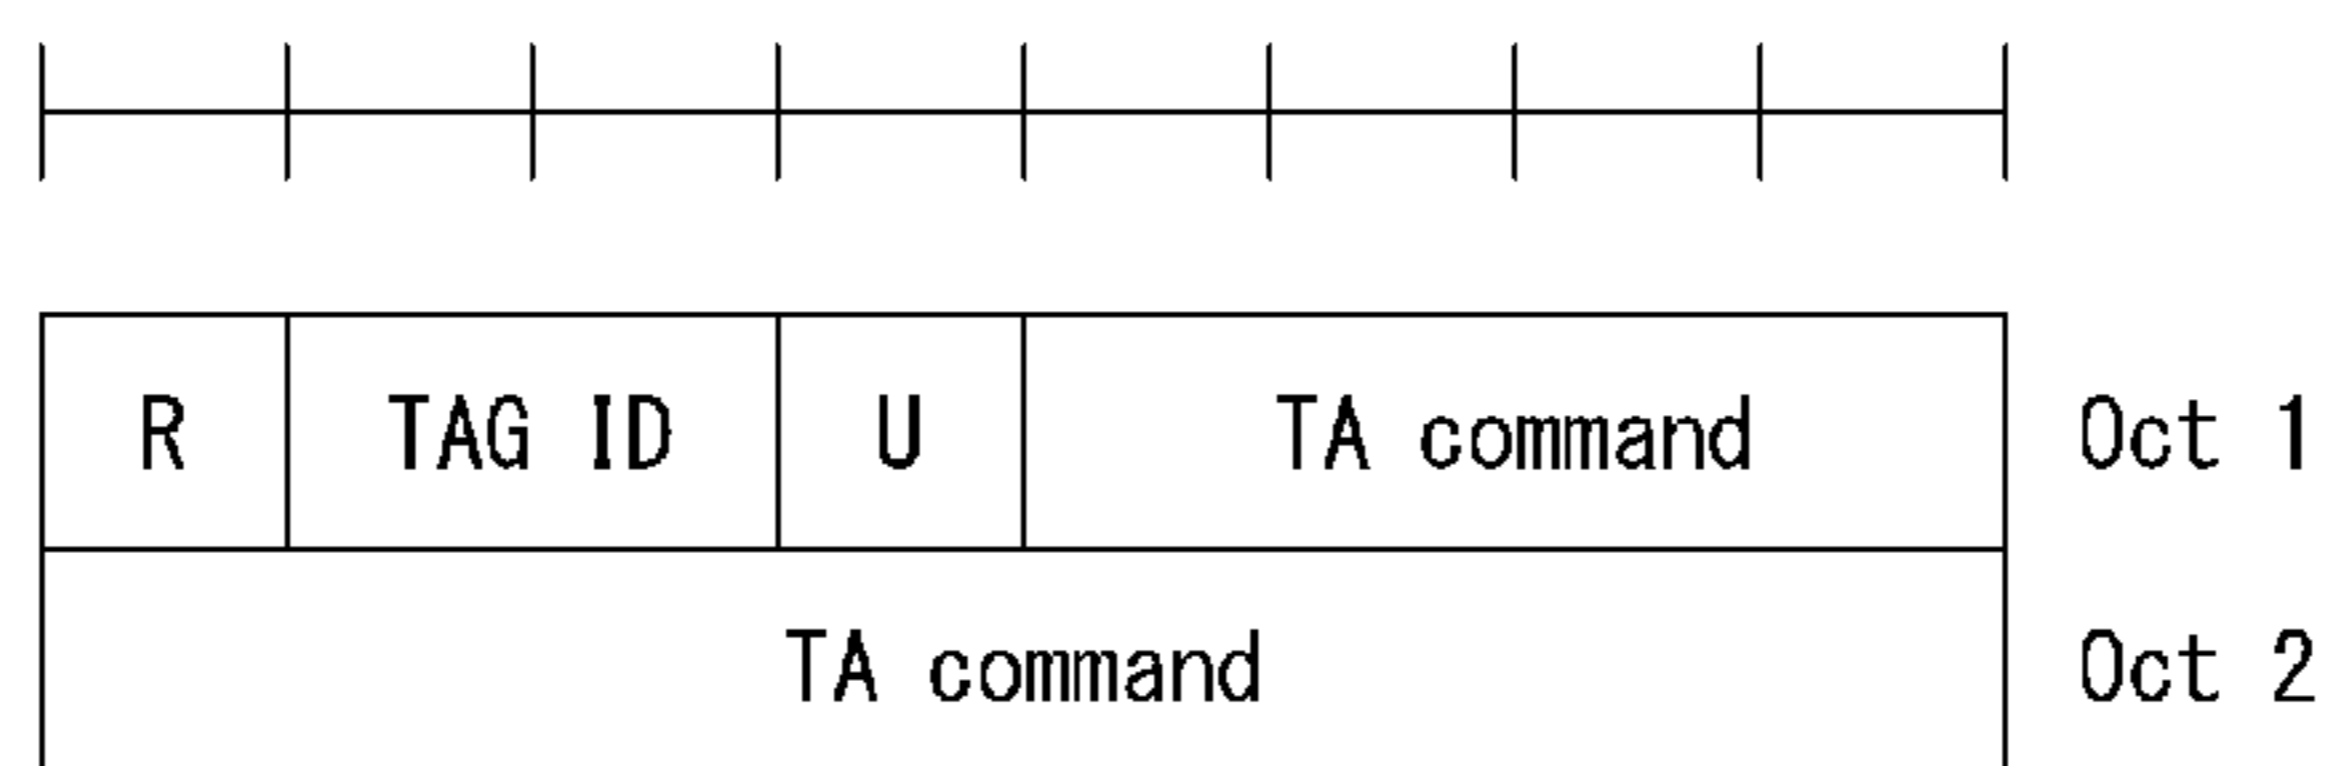 R TAG ID U TA command Oct 1
TA command Oct 2